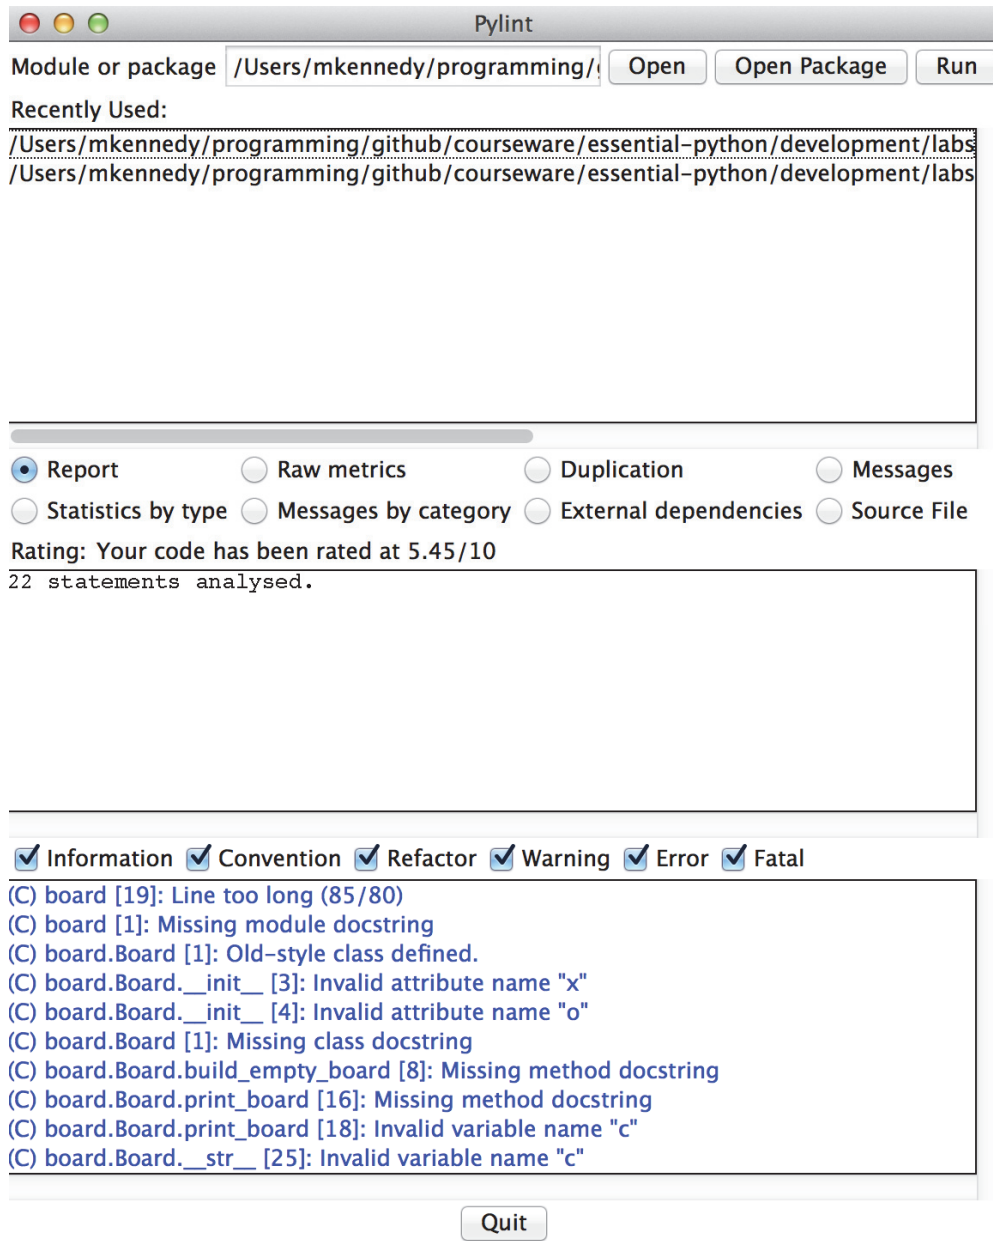 Pylint
Module or package /Users/mkennedy/programming/ Open Open Package Run
Recently Used:
/Users/mkennedy/programming/github/courseware/essential-python/development/labs
/Users/mkennedy/programming/github/courseware/essential-python/development/labs
Report Raw metrics Duplication Messages
Statistics by type Messages by category External dependencies Source File
Rating: Your code has been rated at 5.45/10
22 statements analysed.
Information Convention Refactor Warning Error Fatal
(C) board [19]: Line too long (85/80)
(C) board [1]: Missing module docstring
(C) board.Board [1]: Old-style class defined.
(C) board.Board.__init__ [3]: Invalid attribute name "x"
(C) board.Board.__init__ [4]: Invalid attribute name "o"
(C) board.Board [1]: Missing class docstring
(C) board.Board.build_empty_board [8]: Missing method docstring
(C) board.Board.print_board [16]: Missing method docstring
(C) board.Board.print_board [18]: Invalid variable name "c"
(C) board.Board.__str__ [25]: Invalid variable name "c"
Quit